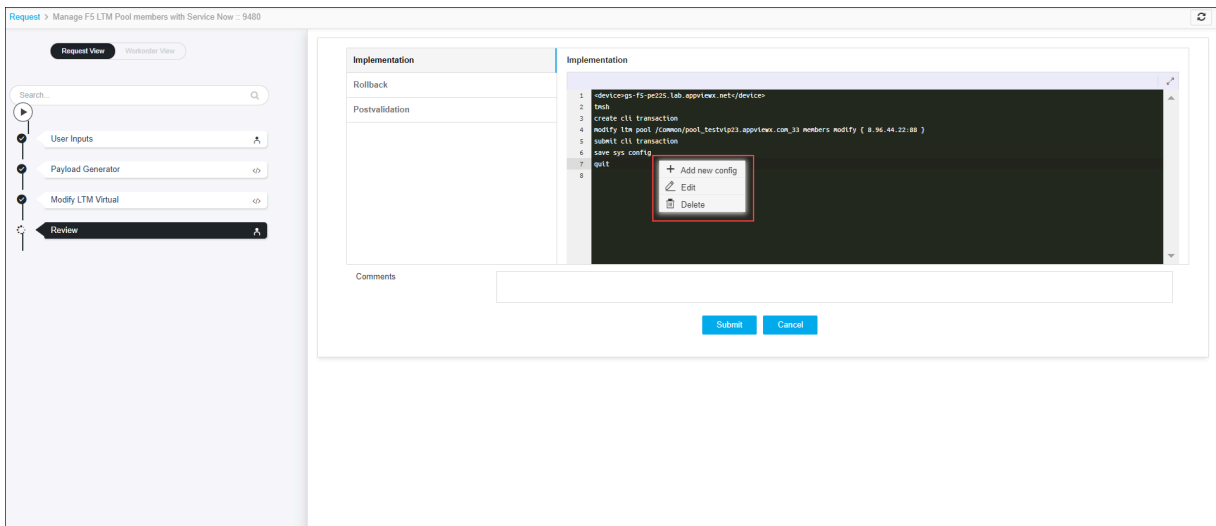 Request > Manage F5 LTM Pool members with Service Now :: 9480
Request View
Workorder View
Search...
User Inputs
Payload Generator
</>
Modify LTM Virtual
</>
Review
Implementation
Rollback
Postvalidation
Implementation
1 <device>gs-f5-pe225.lab.appviewx.net</device>
2 tmsh
3 create cli transaction
4 modify ltm pool /Common/pool_testvip23.appviewx.com_33 members modify { 8.96.44.22:88 }
5 submit cli transaction
6 save sys config
7 quit
8
+ Add new config
Edit
Delete
Comments
Submit
Cancel